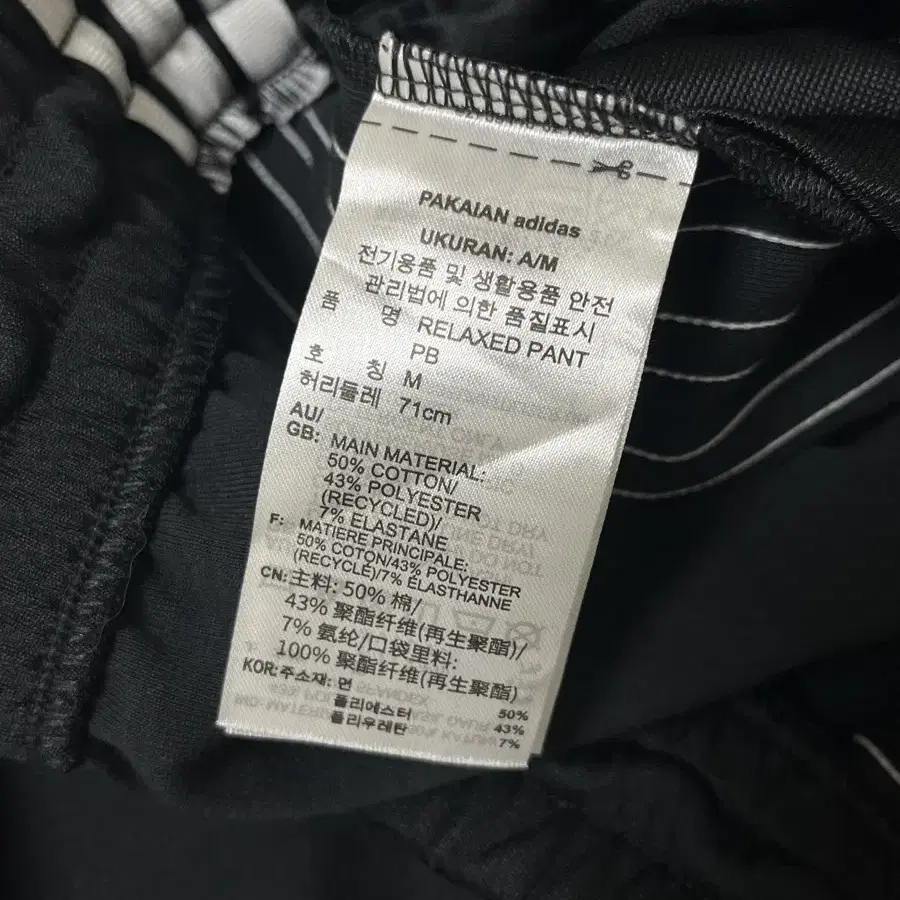 PAKAIAN adidas
UKURAN: A/M
전기용품 및 생활용품 안전
관리법에 의한 품질표시
품 명 RELAXED PANT
PB
호 칭 M
허리둘레 71cm
AU/
GB: MAIN MATERIAL:
50% COTTON/
43% POLYESTER
(RECYCLED)/
7% ELASTANE
F: MATIERE PRINCIPALE:
50% COTON/43% POLYESTER
(RECYCLE)/7% ELASTHANNE
CN: 主料: 50% 棉/
43% 聚酯纤维(再生聚酯)/
7% 氨纶/口袋里料:
100% 聚酯纤维(再生聚酯)
KOR: 주소재: 면 50%
폴리에스터 43%
폴리우레탄 7%